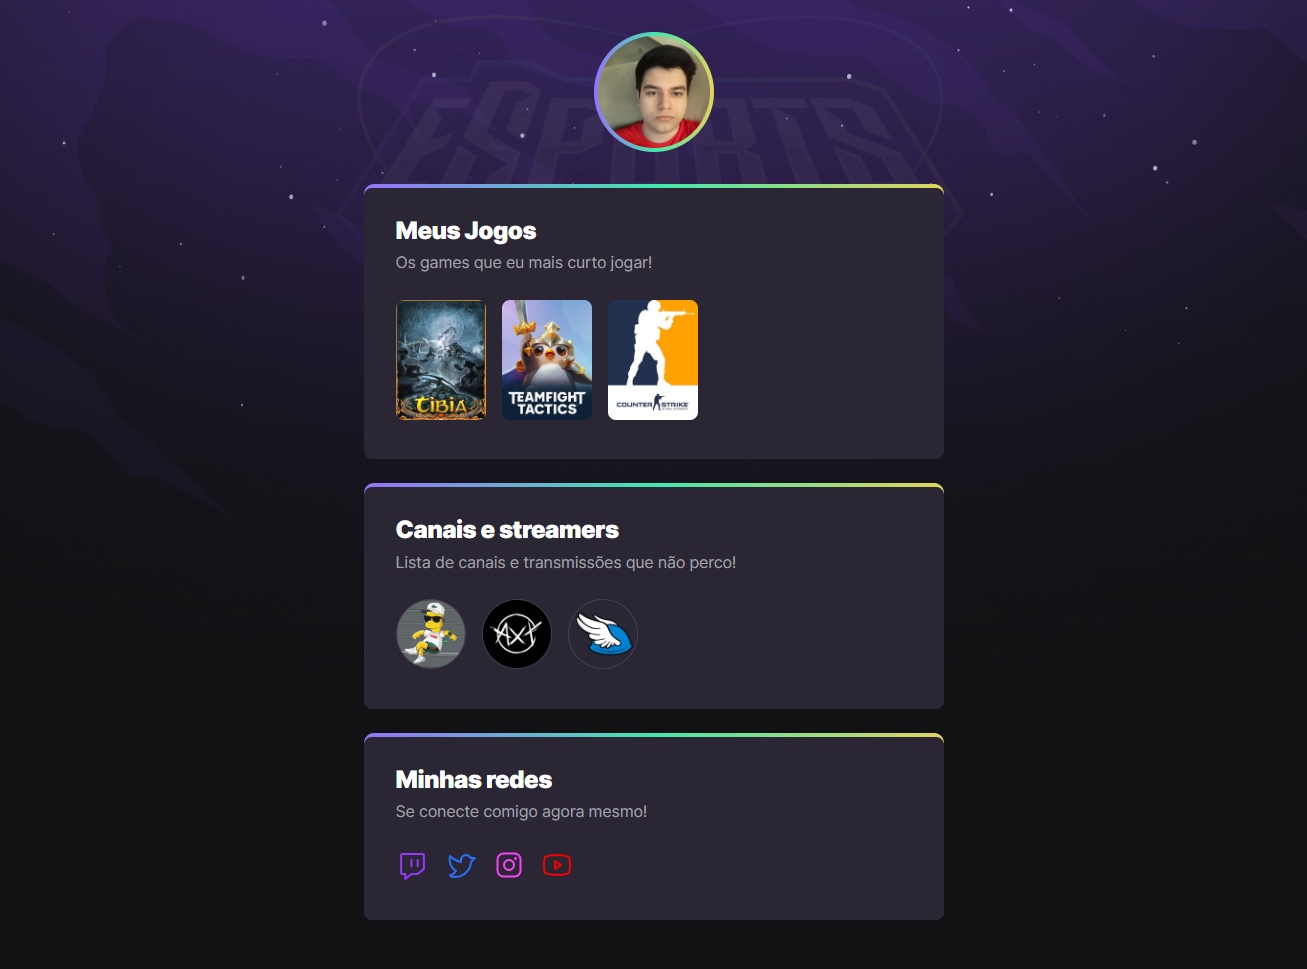 ESPORTS
Meus Jogos
Os games que eu mais curto jogar!
TIBIA
TEAMFIGHT
TACTICS
COUNTER STRIKE
Canais e streamers
Lista de canais e transmissões que não perco!
AXT
Minhas redes
Se conecte comigo agora mesmo!